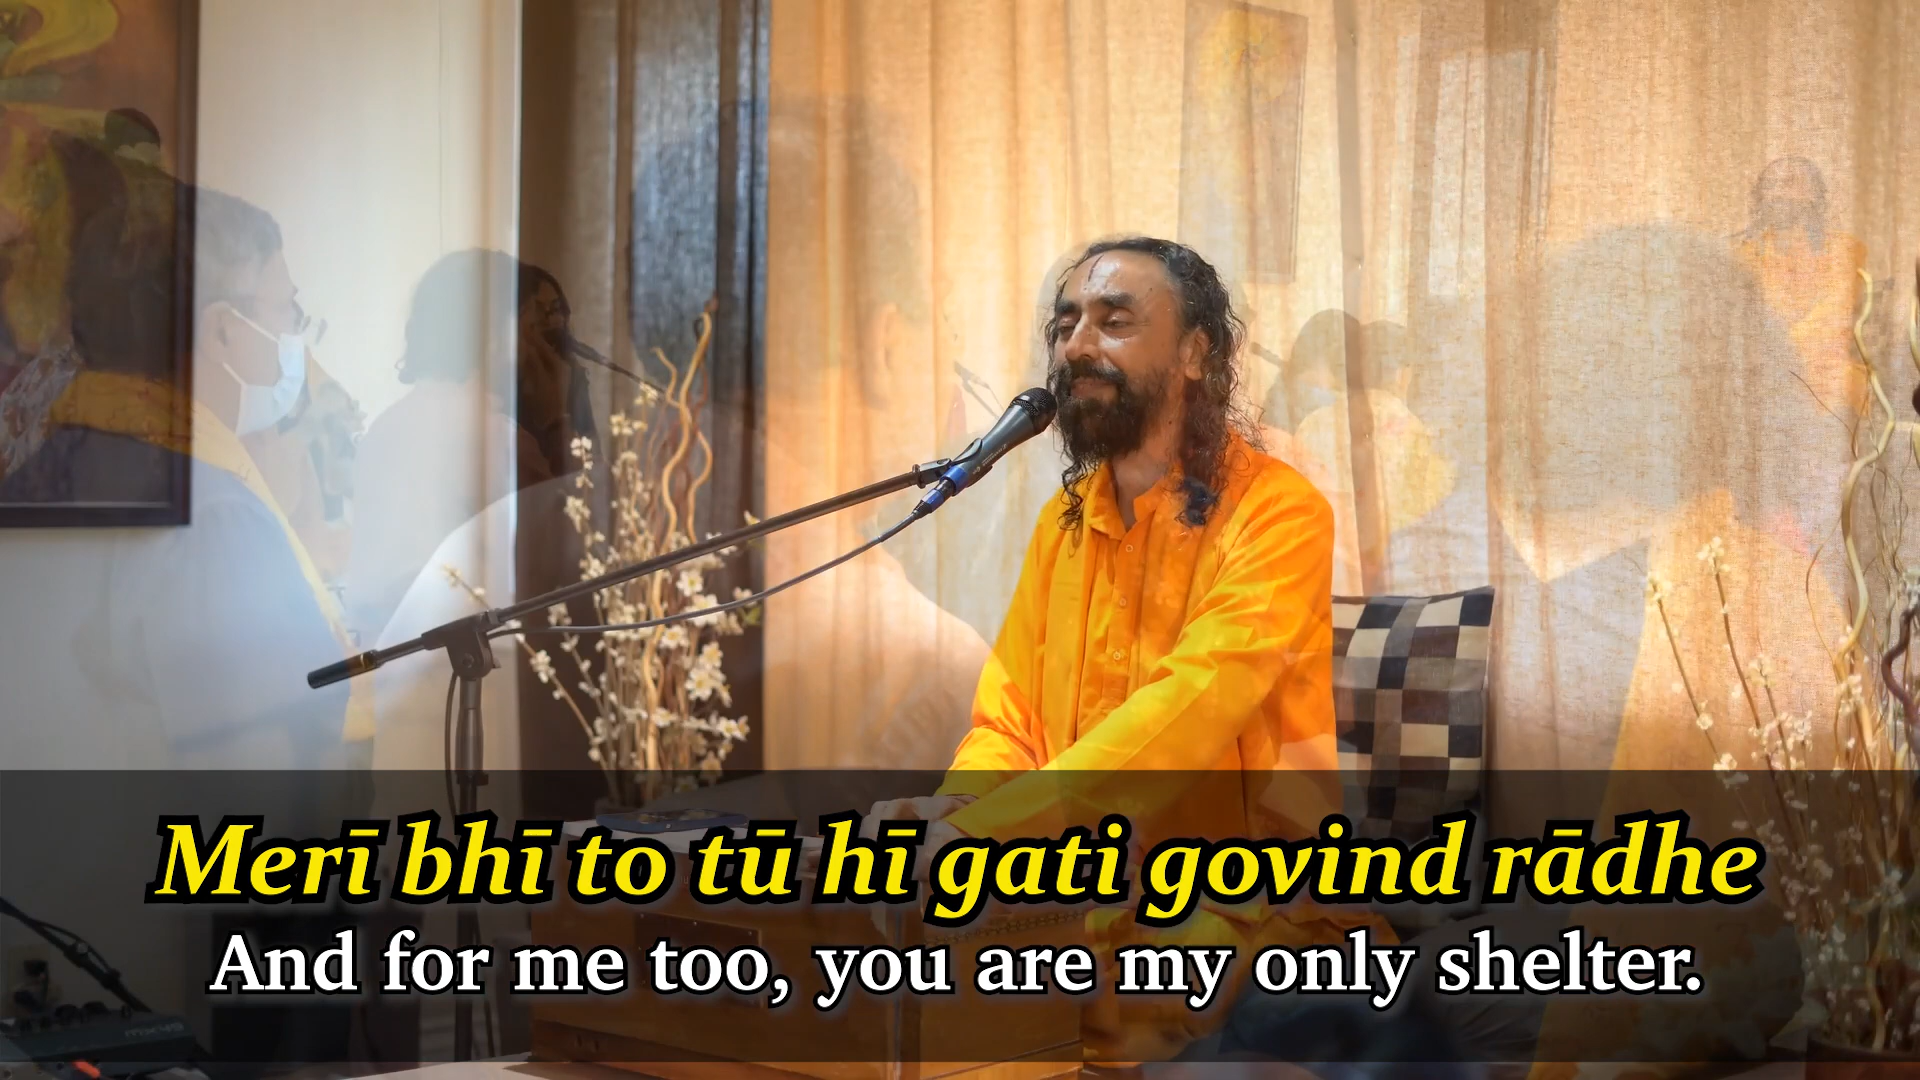 Merī bhī to tū hī gati govind rādhe
And for me too, you are my only shelter.